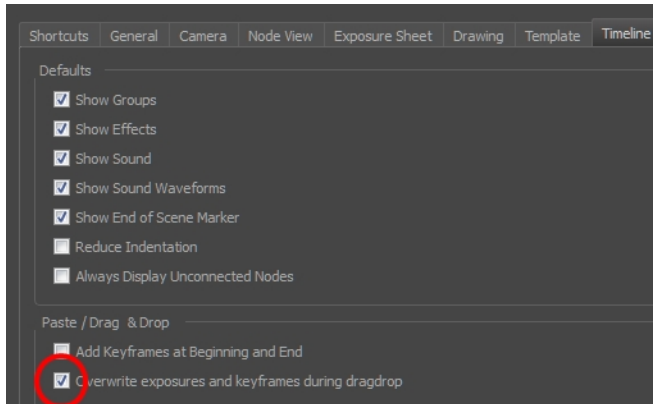 Shortcuts General Camera Node View Exposure Sheet Drawing Template Timeline
Defaults
Show Groups
Show Effects
Show Sound
Show Sound Waveforms
Show End of Scene Marker
Reduce Indentation
Always Display Unconnected Nodes
Paste / Drag & Drop
Add Keyframes at Beginning and End
Overwrite exposures and keyframes during dragdrop